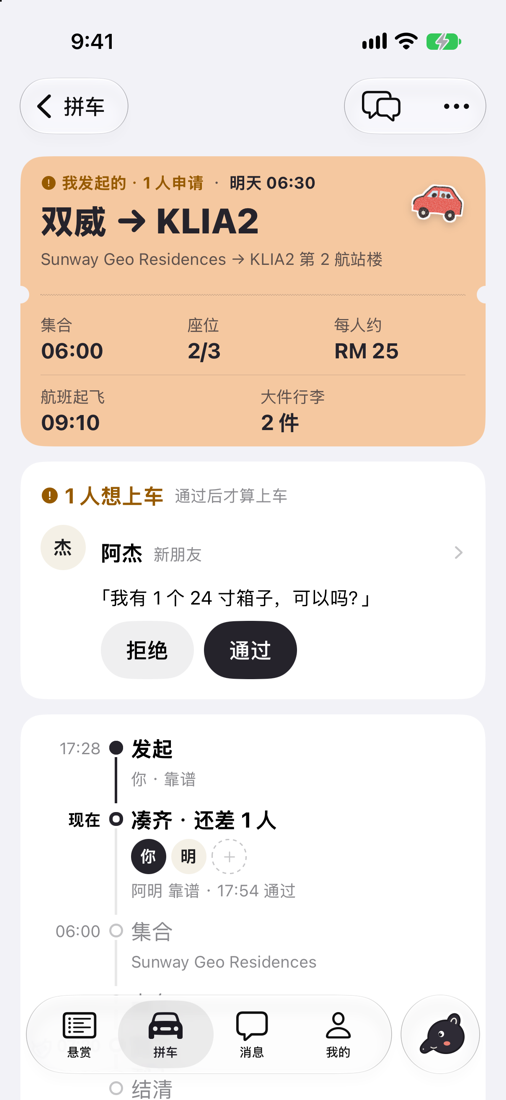 9:41
拼车
我发起的 · 1 人申请 · 明天 06:30
双威 → KLIA2
Sunway Geo Residences → KLIA2 第 2 航站楼
集合 座位 每人约
06:00 2/3 RM 25
航班起飞 大件行李
09:10 2 件
1 人想上车 通过后才算上车
杰 阿杰 新朋友
「我有 1 个 24 寸箱子，可以吗？」
拒绝 通过
17:28 发起
你 · 靠谱
现在 凑齐 · 还差 1 人
你 明 +
阿明 靠谱 · 17:54 通过
06:00 集合
Sunway Geo Residences
悬赏 拼车 消息 我的
结清